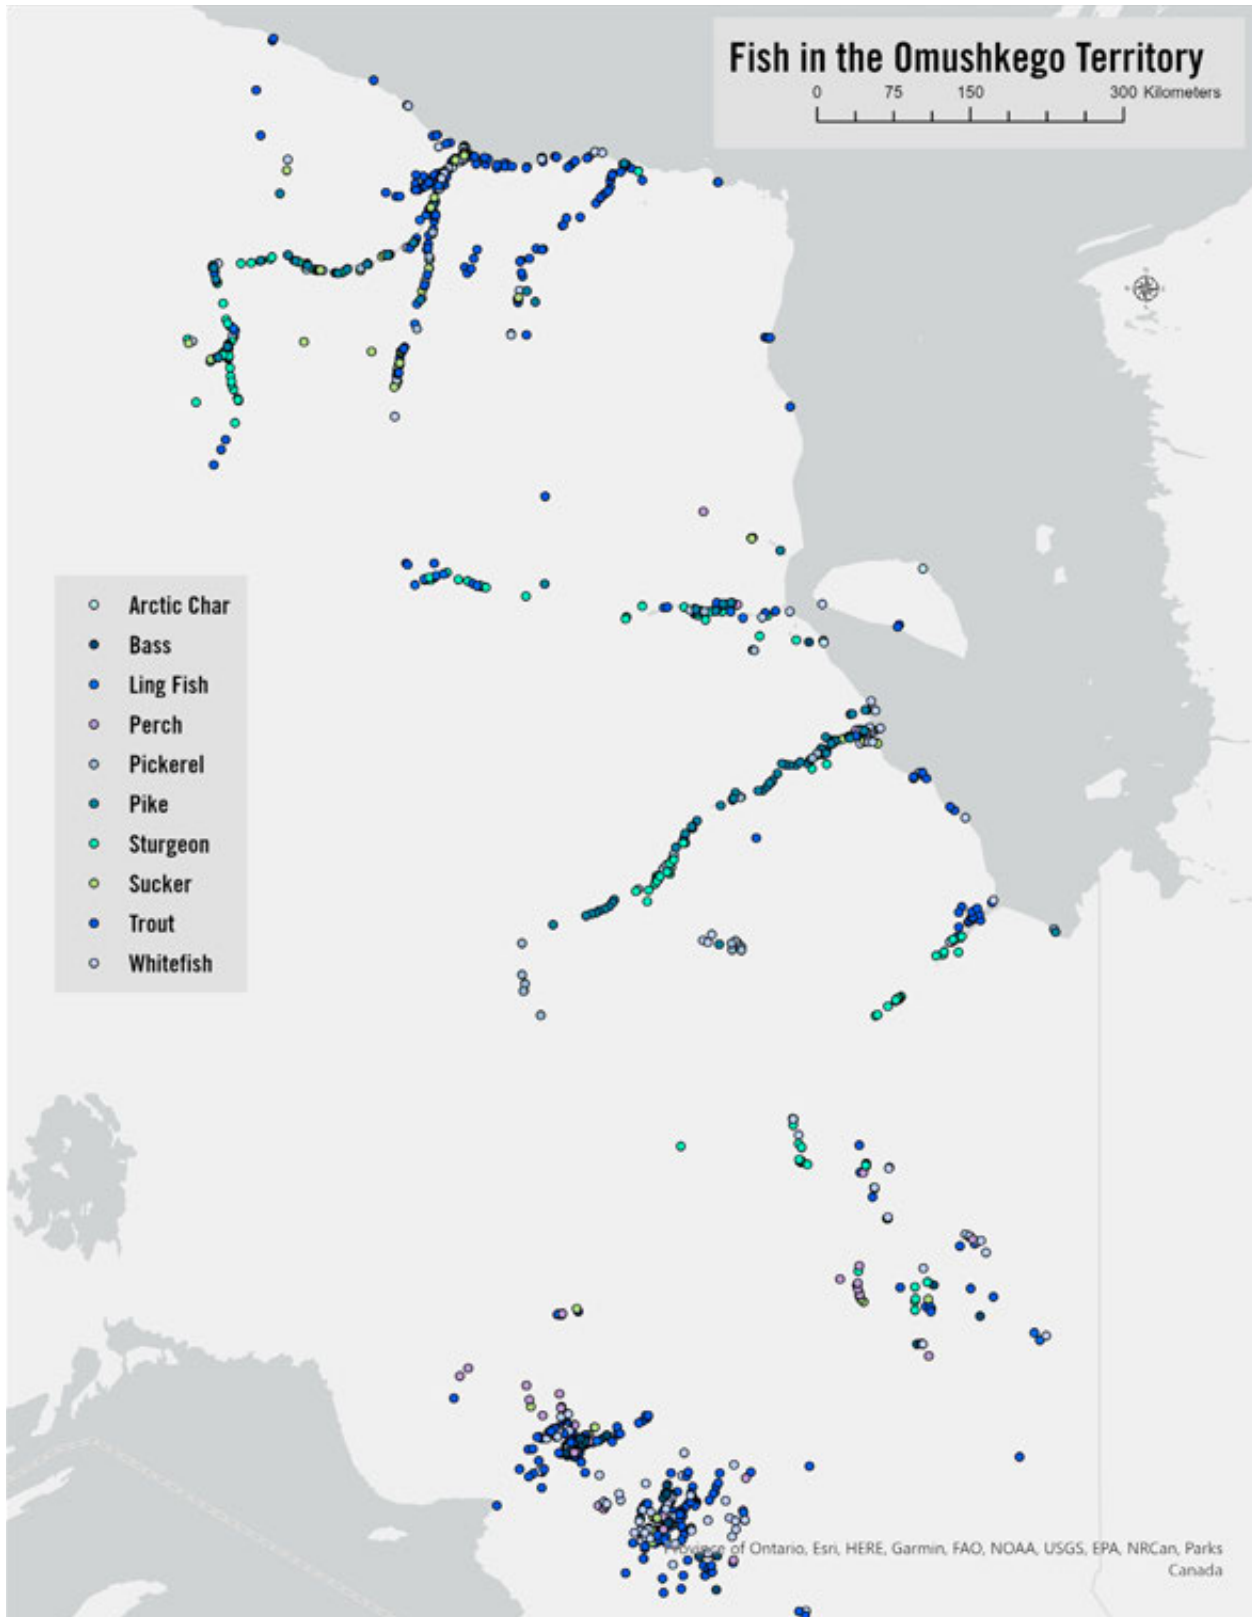 Fish in the Omushkego Territory
0 75 150 300 Kilometers
Arctic Char
Bass
Ling Fish
Perch
Pickerel
Pike
Sturgeon
Sucker
Trout
Whitefish
Province of Ontario, Esri, HERE, Garmin, FAO, NOAA, USGS, EPA, NRCan, Parks
Canada